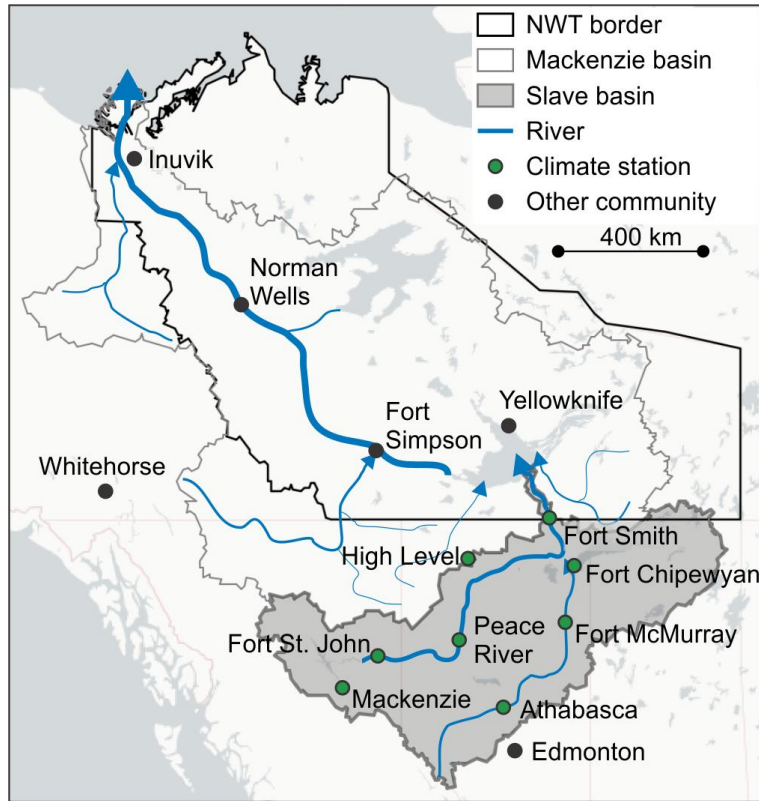 NWT border
Mackenzie basin
Slave basin
River
Climate station
Other community
400 km
Inuvik
Norman
Wells
Yellowknife
Fort
Simpson
Whitehorse
Fort Smith
High Level
Fort Chipewyan
Fort St. John
Peace
River
Fort McMurray
Mackenzie
Athabasca
Edmonton